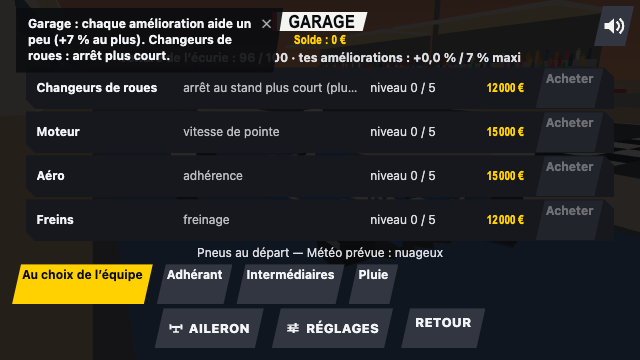 Garage : chaque amélioration aide un
peu (+7 % au plus). Changeurs de
roues : arrêt plus court.
GARAGE
Solde : 0 €
de l'écurie : 96 / 100 · tes améliorations : +0,0 % / 7 % maxi
Changeurs de roues arrêt au stand plus court (plu... niveau 0 / 5 12 000 € Acheter
Moteur vitesse de pointe niveau 0 / 5 15 000 € Acheter
Aéro adhérence niveau 0 / 5 15 000 € Acheter
Freins freinage niveau 0 / 5 12 000 € Acheter
Pneus au départ — Météo prévue : nuageux
Au choix de l'équipe Adhérant Intermédiaires Pluie
AILERON RÉGLAGES RETOUR